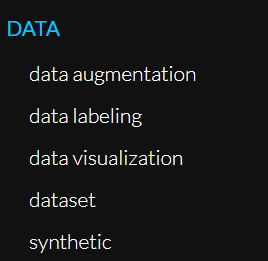 DATA
data augmentation
data labeling
data visualization
dataset
synthetic